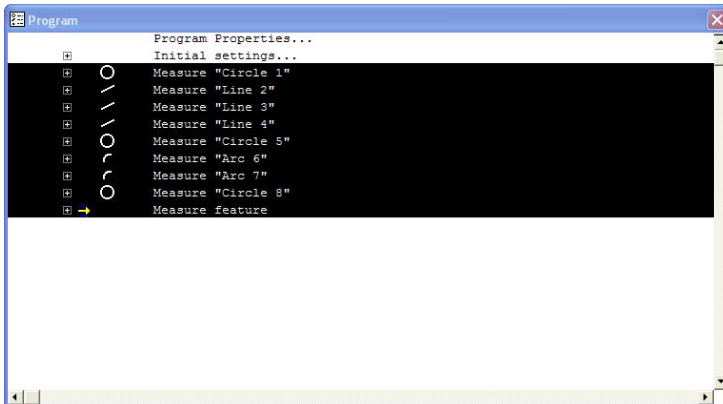 Program
Program Properties...
Initial settings...
Measure "Circle 1"
Measure "Line 2"
Measure "Line 3"
Measure "Line 4"
Measure "Circle 5"
Measure "Arc 6"
Measure "Arc 7"
Measure "Circle 8"
Measure feature